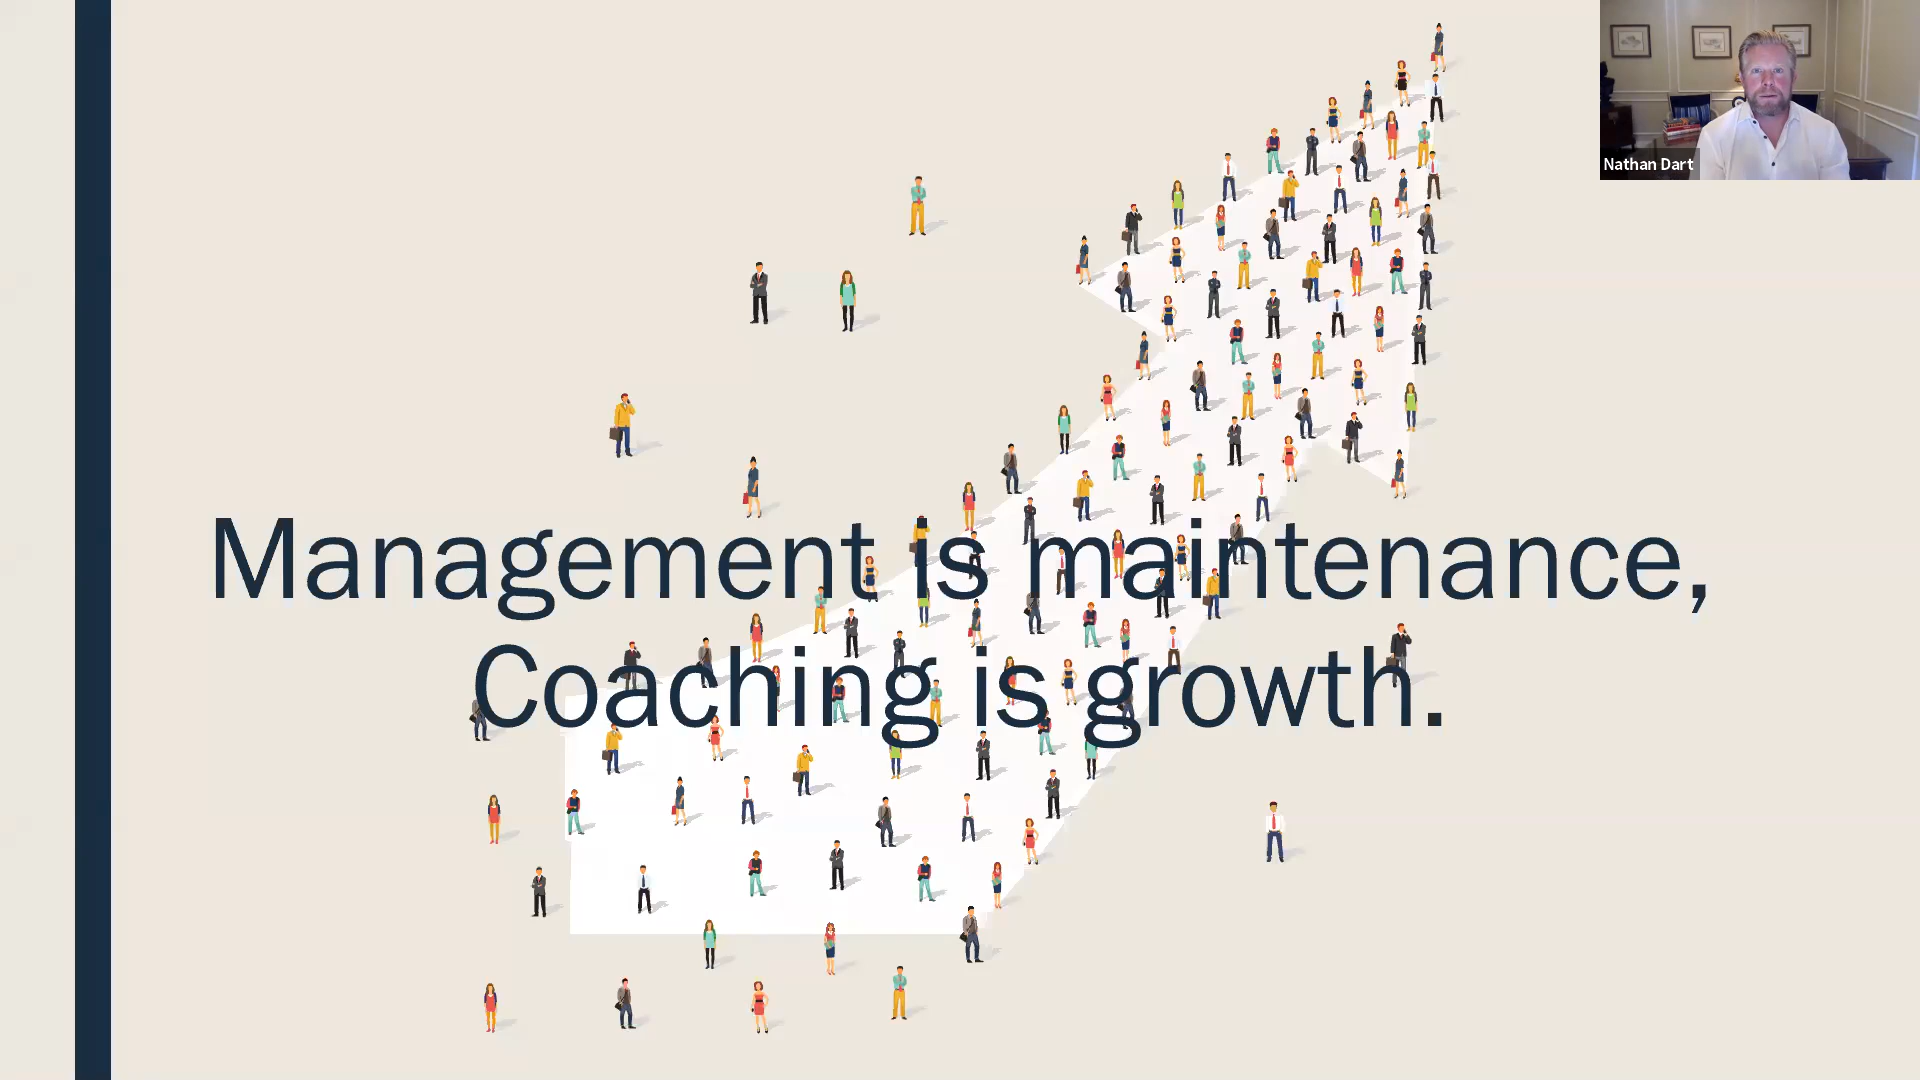 Nathan Dart
Management is maintenance,
Coaching is growth.